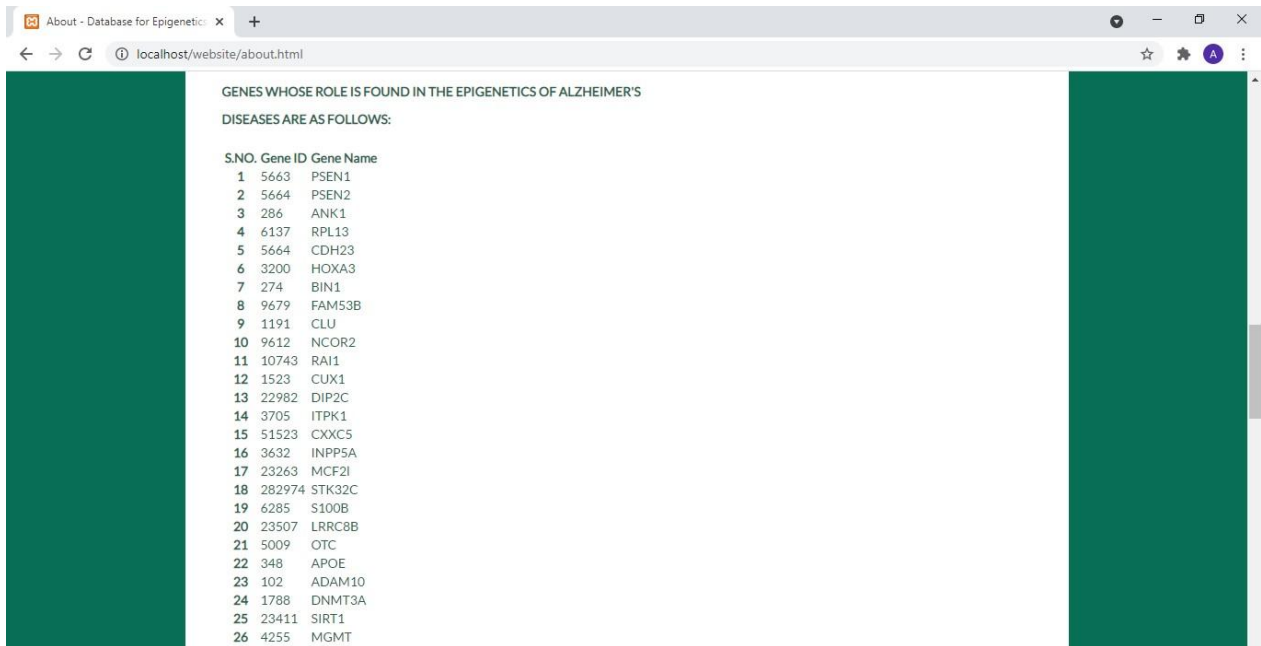 About - Database for Epigenetic
localhost/website/about.html
A
GENES WHOSE ROLE IS FOUND IN THE EPIGENETICS OF ALZHEIMER'S
DISEASES ARE AS FOLLOWS:
S.NO. Gene ID Gene Name
1 5663 PSEN1
2 5664 PSEN2
3 286 ANK1
4 6137 RPL13
5 5664 CDH23
6 3200 HOXA3
7 274 BIN1
8 9679 FAM53B
9 1191 CLU
10 9612 NCOR2
11 10743 RAI1
12 1523 CUX1
13 22982 DIP2C
14 3705 ITPK1
15 51523 CXXC5
16 3632 INPP5A
17 23263 MCF2l
18 282974 STK32C
19 6285 S100B
20 23507 LRRC8B
21 5009 OTC
22 348 APOE
23 102 ADAM10
24 1788 DNMT3A
25 23411 SIRT1
26 4255 MGMT